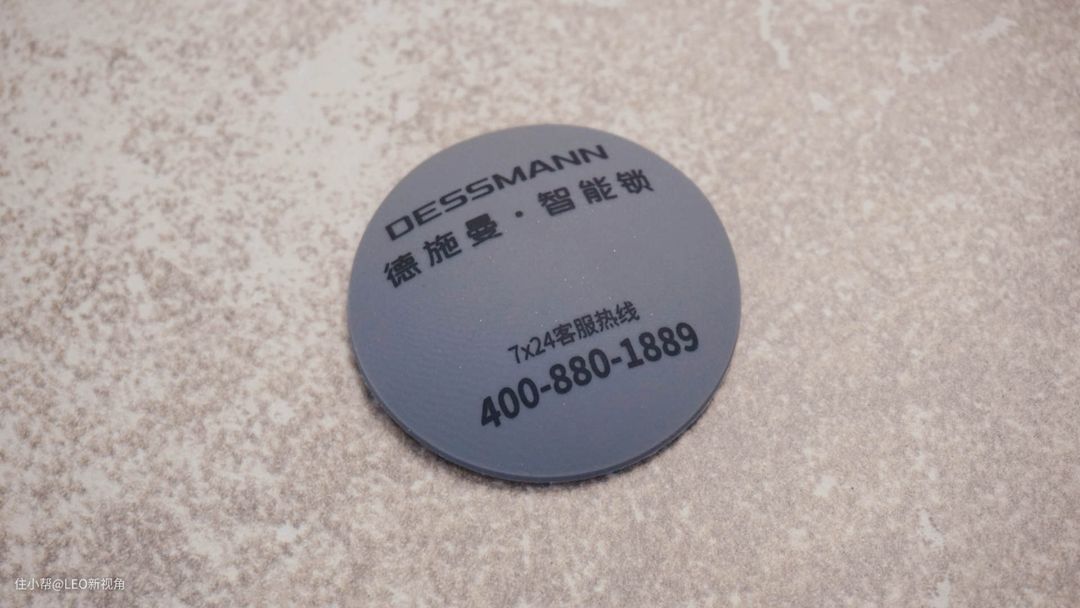 DESSMANN
德施曼·智能锁
7x24客服热线
400-880-1889
住小帮@LEO新视角